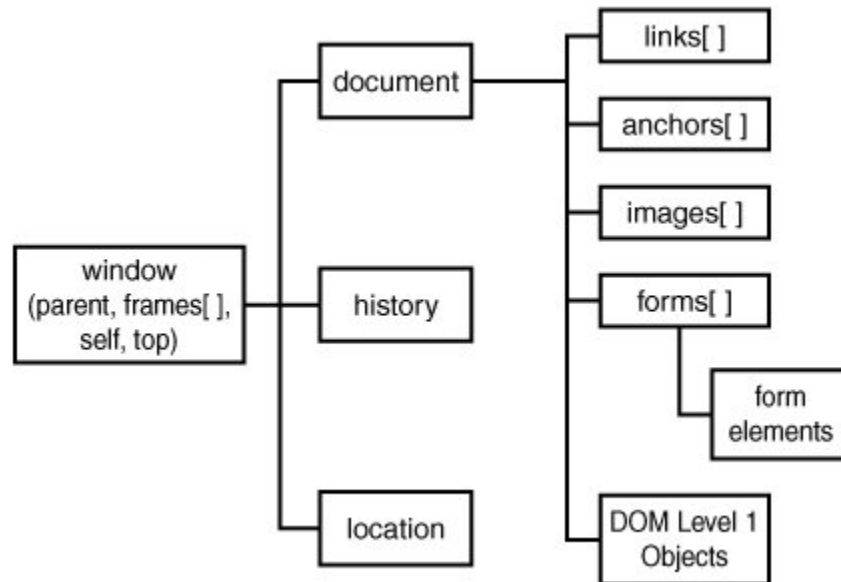 window
(parent, frames[ ],
self, top)
document
history
location
links[ ]
anchors[ ]
images[ ]
forms[ ]
form
elements
DOM Level 1
Objects